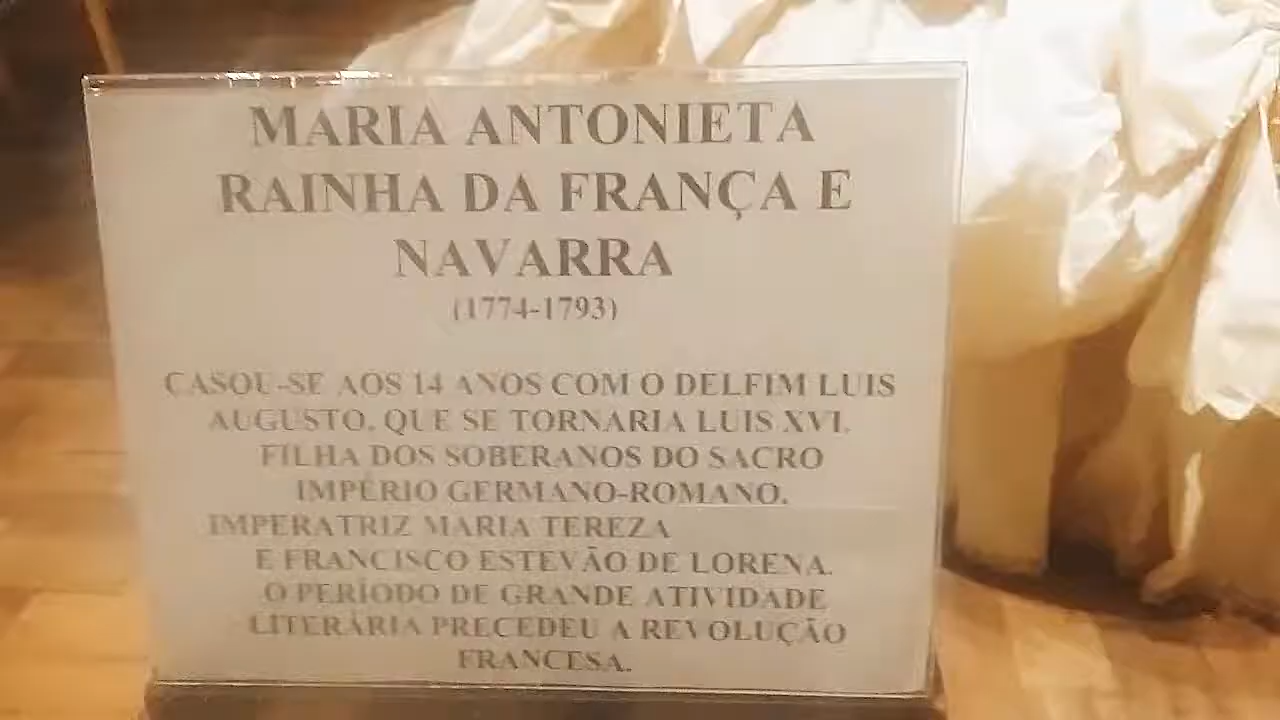 MARIA ANTONIETA
RAINHA DA FRANÇA E
NAVARRA
(1774-1793)
CASOU-SE AOS 14 ANOS COM O DELFIM LUIS
AUGUSTO, QUE SE TORNARIA LUIS XVI.
FILHA DOS SOBERANOS DO SACRO
IMPÉRIO GERMANO-ROMANO.
IMPERATRIZ MARIA TEREZA
E FRANCISCO ESTEVÃO DE LORENA.
O PERÍODO DE GRANDE ATIVIDADE
LITERÁRIA PRECEDEU A REVOLUÇÃO
FRANCESA.